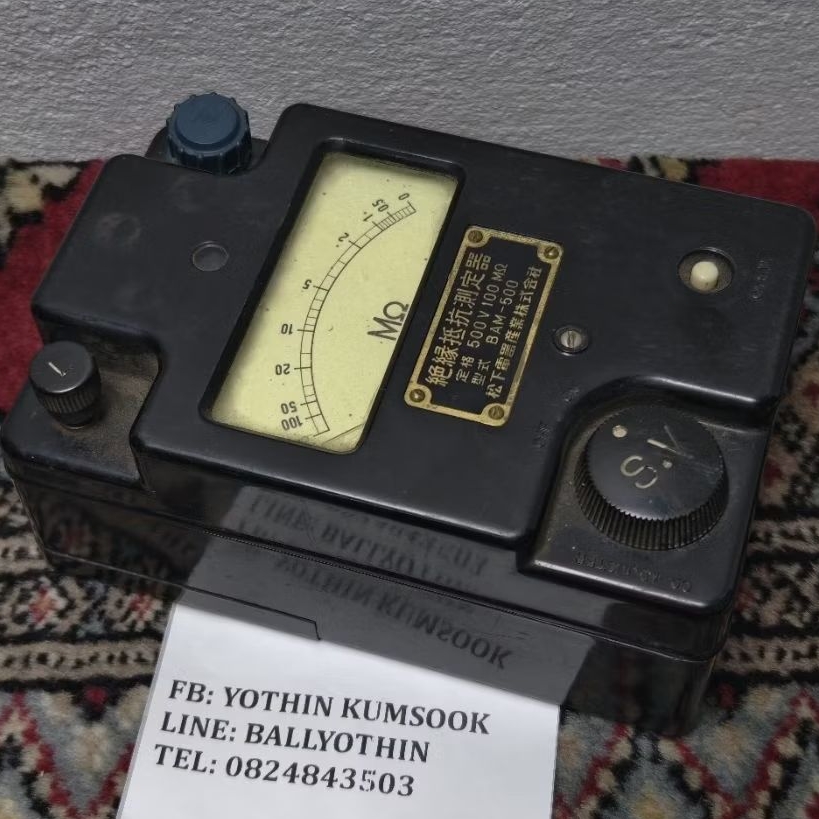 0
.05
.1
.2
5
10
20
50
100
MΩ
絶縁抵抗測定器
定格 500V 100MΩ
型式 BAM-500
松下電器産業株式会社
V.S.
FB: YOTHIN KUMSOOK
LINE: BALLYOTHIN
TEL: 0824843503